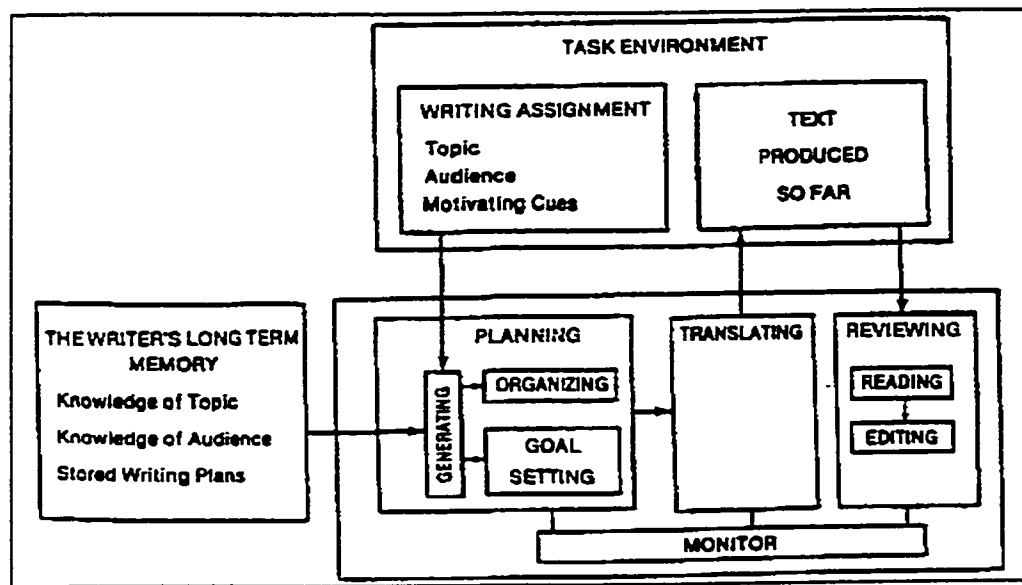 TASK ENVIRONMENT
WRITING ASSIGNMENT
Topic
Audience
Motivating Cues
TEXT
PRODUCED
SO FAR
THE WRITER'S LONG TERM
MEMORY
Knowledge of Topic
Knowledge of Audience
Stored Writing Plans
PLANNING
GENERATING
ORGANIZING
GOAL
SETTING
TRANSLATING
REVIEWING
READING
EDITING
MONITOR